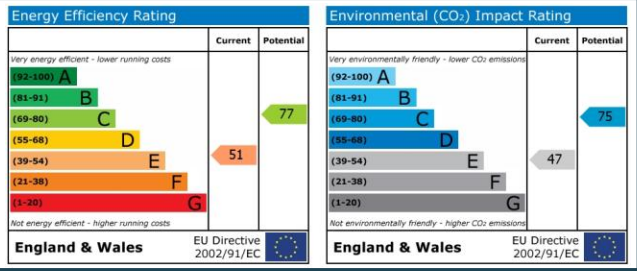 Energy Efficiency Rating
Current Potential
Very energy efficient - lower running costs
(92-100) A
(81-91) B
(69-80) C
77
(55-68) D
(39-54) E
51
(21-38) F
(1-20) G
Not energy efficient - higher running costs
England & Wales
EU Directive
2002/91/EC
Environmental (CO₂) Impact Rating
Current Potential
Very environmentally friendly - lower CO₂ emissions
(92-100) A
(81-91) B
(69-80) C
75
(55-68) D
(39-54) E
47
(21-38) F
(1-20) G
Not environmentally friendly - higher CO₂ emissions
England & Wales
EU Directive
2002/91/EC